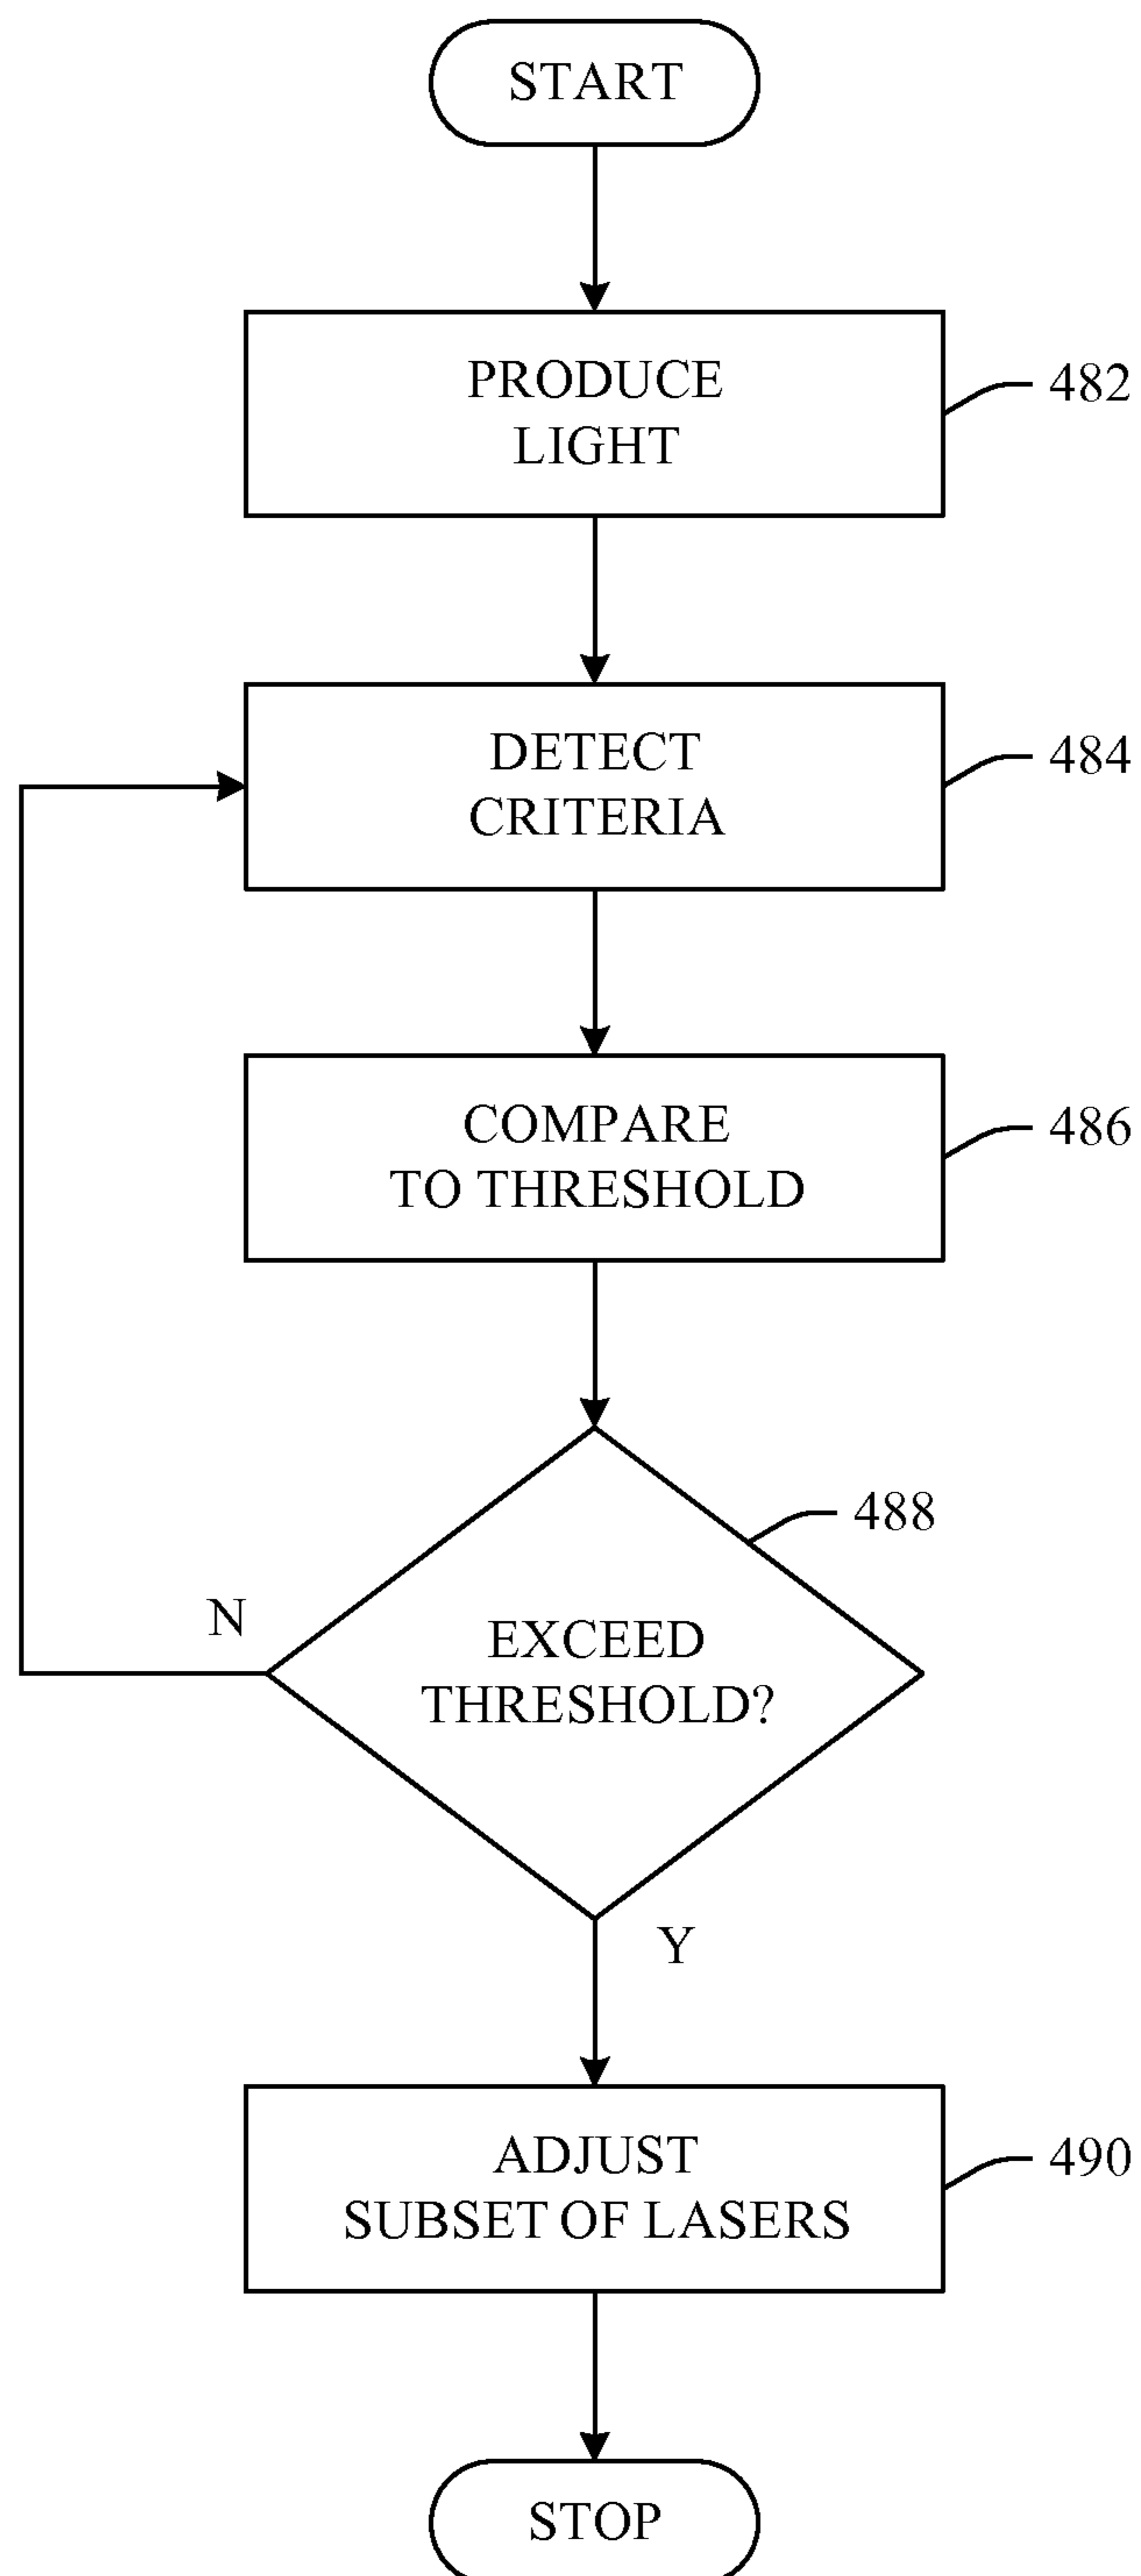 START
PRODUCE
LIGHT
482
DETECT
CRITERIA
484
COMPARE
TO THRESHOLD
486
488
N
EXCEED
THRESHOLD?
Y
ADJUST
SUBSET OF LASERS
490
STOP